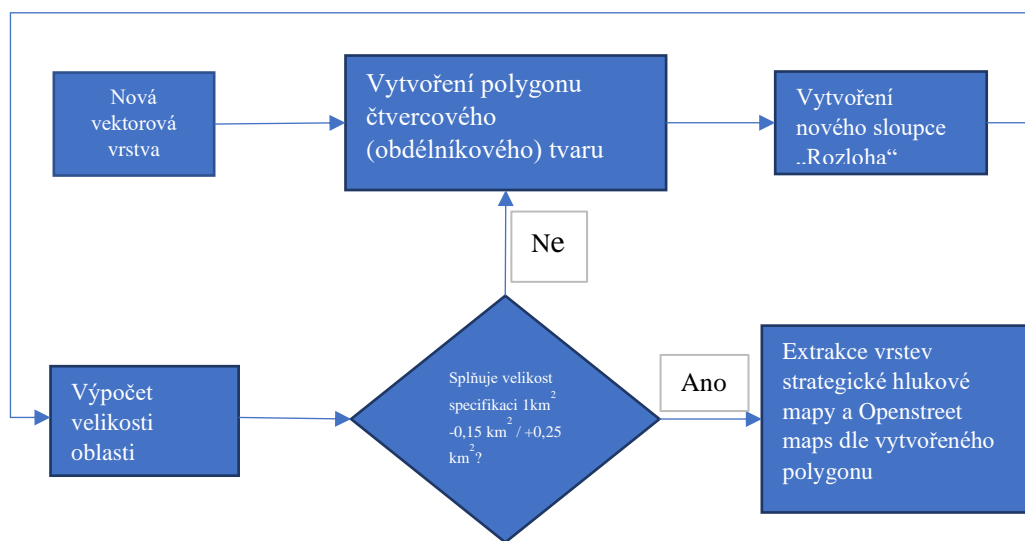 Nová
vektorová
vrstva
Vytvoření polygonu
čtvercového
(obdélníkového) tvaru
Vytvoření
nového sloupce
„Rozloha“
Ne
Výpočet
velikosti
oblasti
Splňuje velikost
specifikaci 1km²
-0,15 km² / +0,25
km²?
Ano
Extrakce vrstev
strategické hlukové
mapy a Openstreet
maps dle vytvořeného
polygonu